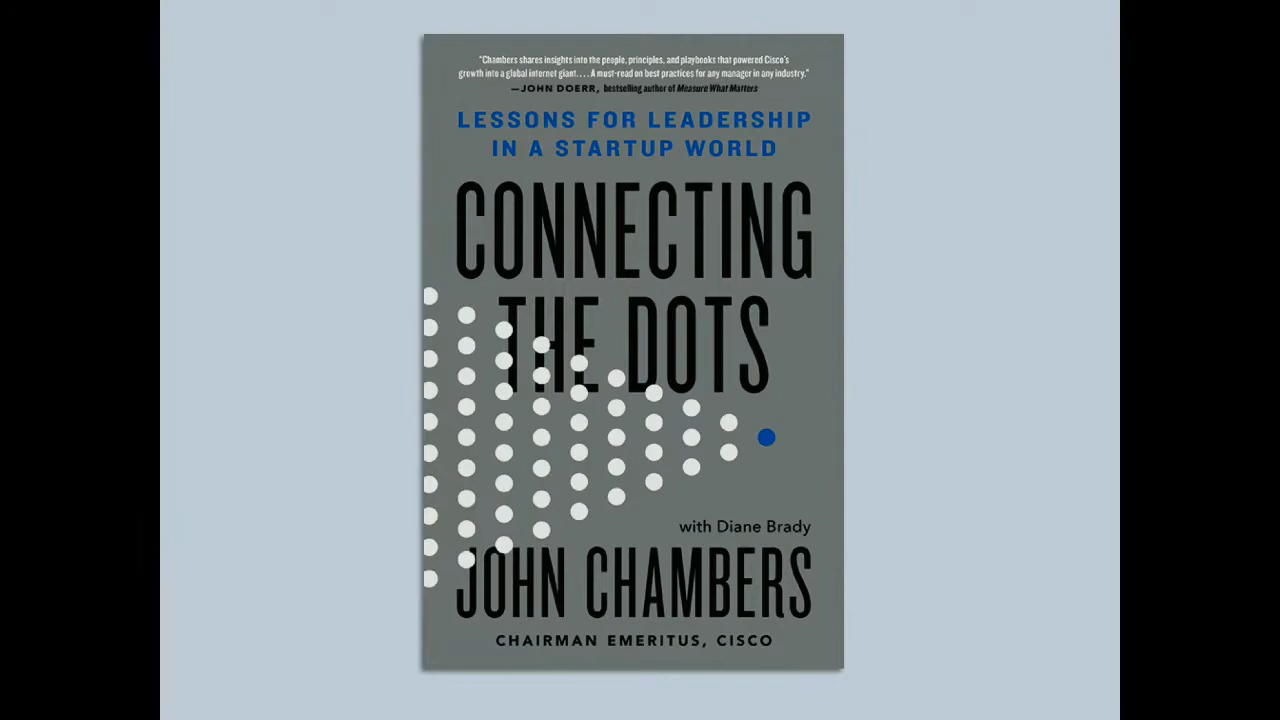 "Chambers shares insights into the people, principles, and playbooks that powered Cisco's
growth into a global internet giant. . . . A must-read on best practices for any manager in any industry."
—JOHN DOERR, bestselling author of Measure What Matters
LESSONS FOR LEADERSHIP
IN A STARTUP WORLD
CONNECTING
THE DOTS
with Diane Brady
JOHN CHAMBERS
CHAIRMAN EMERITUS, CISCO